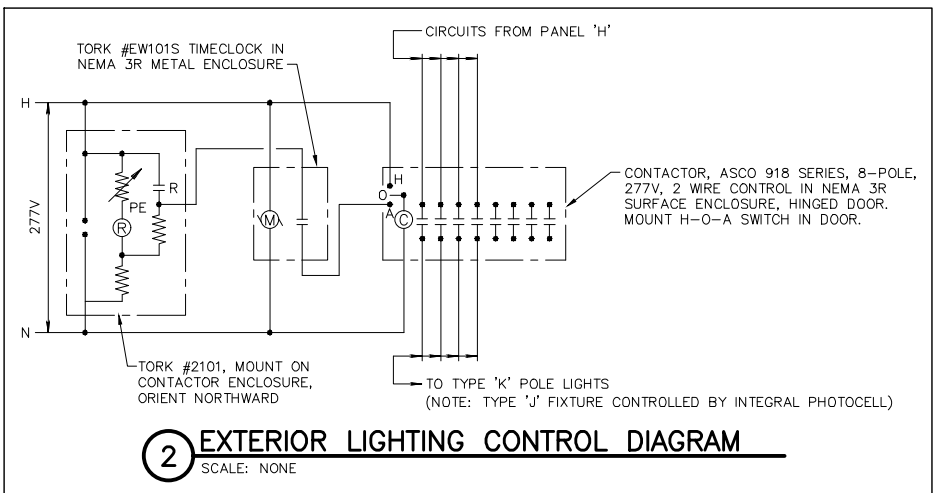 CIRCUITS FROM PANEL 'H'
TORK #EW101S TIMECLOCK IN
NEMA 3R METAL ENCLOSURE
H
H
O
A
C
M
R
PE
R
277V
N
CONTACTOR, ASCO 918 SERIES, 8-POLE,
277V, 2 WIRE CONTROL IN NEMA 3R
SURFACE ENCLOSURE, HINGED DOOR.
MOUNT H-O-A SWITCH IN DOOR.
TORK #2101, MOUNT ON
CONTACTOR ENCLOSURE,
ORIENT NORTHWARD
TO TYPE 'K' POLE LIGHTS
(NOTE: TYPE 'J' FIXTURE CONTROLLED BY INTEGRAL PHOTOCELL)
2 EXTERIOR LIGHTING CONTROL DIAGRAM
SCALE: NONE